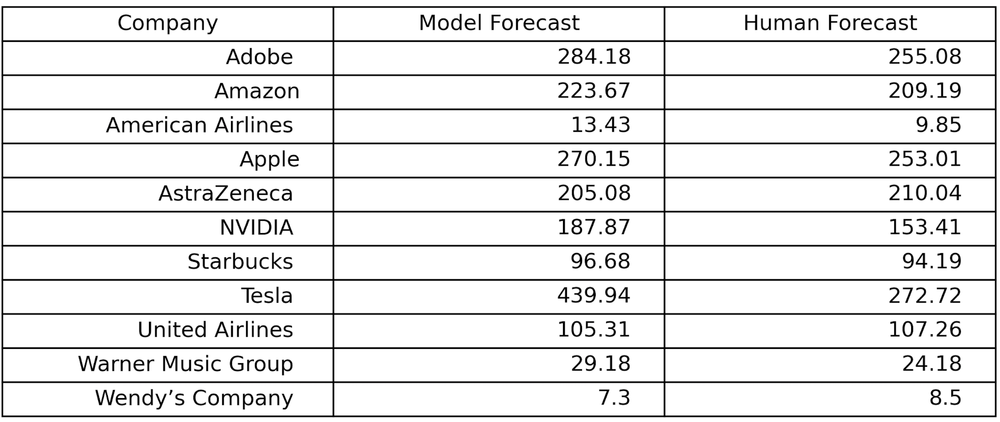 Company Model Forecast Human Forecast
Adobe 284.18 255.08
Amazon 223.67 209.19
American Airlines 13.43 9.85
Apple 270.15 253.01
AstraZeneca 205.08 210.04
NVIDIA 187.87 153.41
Starbucks 96.68 94.19
Tesla 439.94 272.72
United Airlines 105.31 107.26
Warner Music Group 29.18 24.18
Wendy’s Company 7.3 8.5